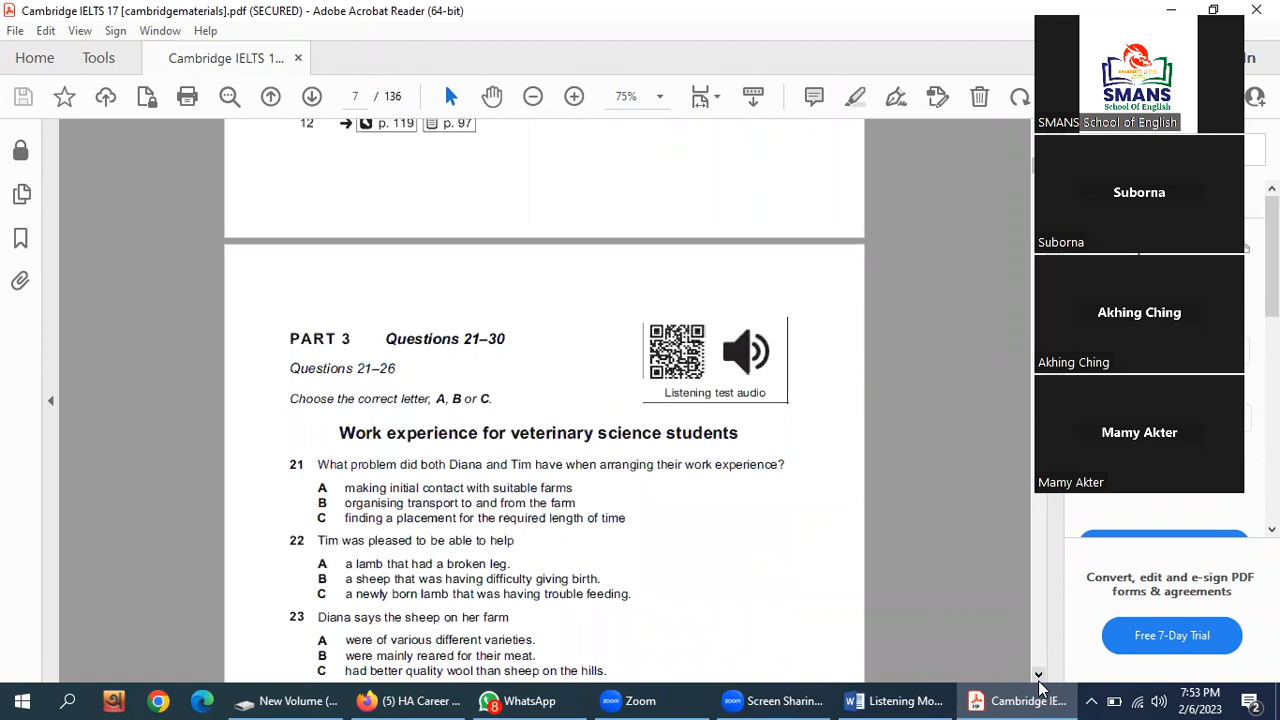 Cambridge IELTS 17 [cambridgematerials].pdf (SECURED) - Adobe Acrobat Reader (64-bit)
File Edit View Sign Window Help
Home Tools Cambridge IELTS 1... × In
7 / 136 75%
12 → p. 119 p. 97
PART 3 Questions 21–30
Questions 21–26
Listening test audio
Choose the correct letter, A, B or C.
Work experience for veterinary science students
21 What problem did both Diana and Tim have when arranging their work experience?
A making initial contact with suitable farms
B organising transport to and from the farm
C finding a placement for the required length of time
22 Tim was pleased to be able to help
A a lamb that had a broken leg.
B a sheep that was having difficulty giving birth.
C a newly born lamb that was having trouble feeding.
23 Diana says the sheep on her farm
A were of various different varieties.
B were mainly reared for their meat.
C had better quality wool than sheep on the hills.
SMANS
School Of English
SMANS School of English
Suborna
Suborna
Akhing Ching
Akhing Ching
Mamy Akter
Mamy Akter
Convert, edit and e-sign PDF
forms & agreements
Free 7-Day Trial
New Volume (... (5) HA Career ... 8 WhatsApp Zoom Screen Sharin... Listening Mo... Cambridge IE... 7:53 PM
2/6/2023 2